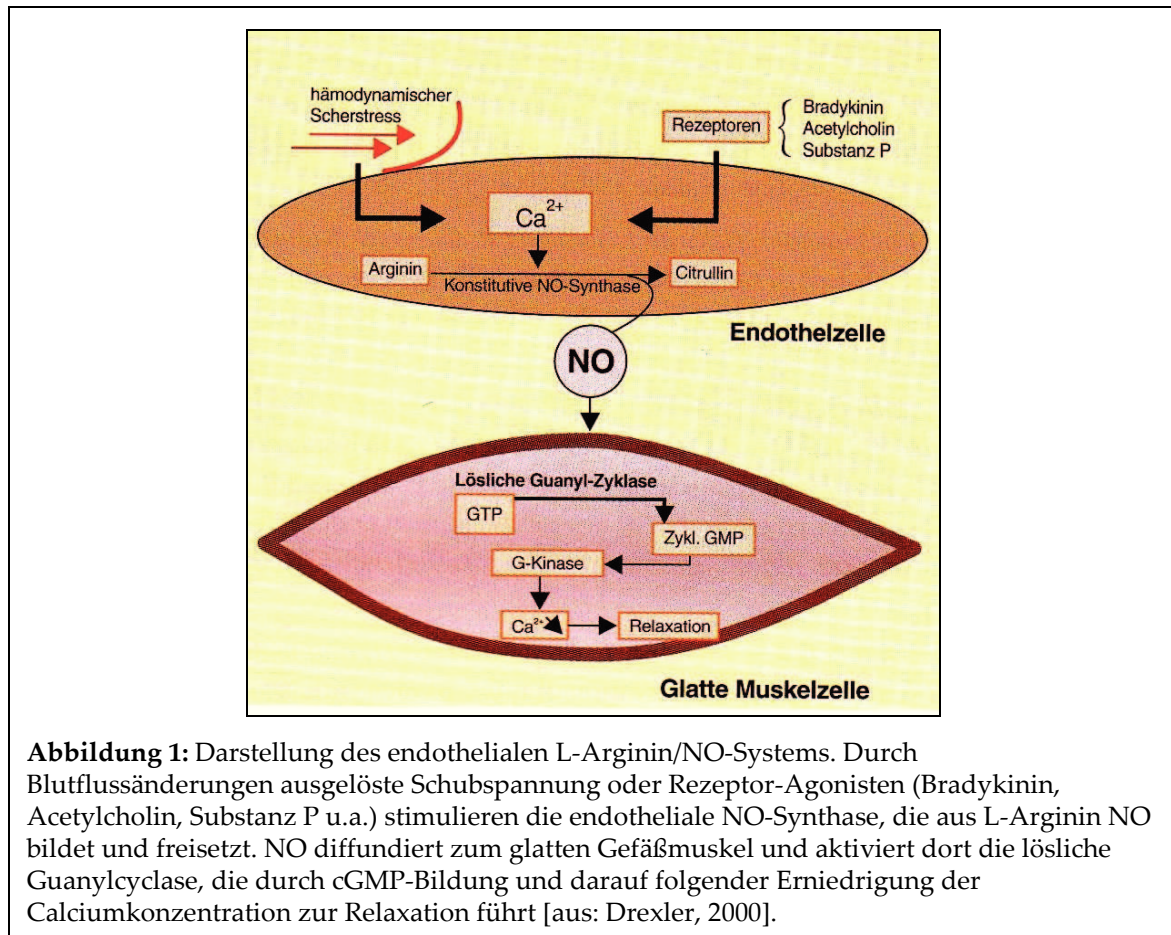 hämodynamischer
Scherstress
Rezeptoren
Bradykinin
Acetylcholin
Substanz P
Ca2+
Arginin
Citrullin
Konstitutive NO-Synthase
Endothelzelle
NO
Lösliche Guanyl-Zyklase
GTP
Zykl. GMP
G-Kinase
Ca2+
Relaxation
Glatte Muskelzelle
Abbildung 1: Darstellung des endothelialen L-Arginin/NO-Systems. Durch
Blutflussänderungen ausgelöste Schubspannung oder Rezeptor-Agonisten (Bradykinin,
Acetylcholin, Substanz P u.a.) stimulieren die endotheliale NO-Synthase, die aus L-Arginin NO
bildet und freisetzt. NO diffundiert zum glatten Gefäßmuskel und aktiviert dort die lösliche
Guanylcyclase, die durch cGMP-Bildung und darauf folgender Erniedrigung der
Calciumkonzentration zur Relaxation führt [aus: Drexler, 2000].